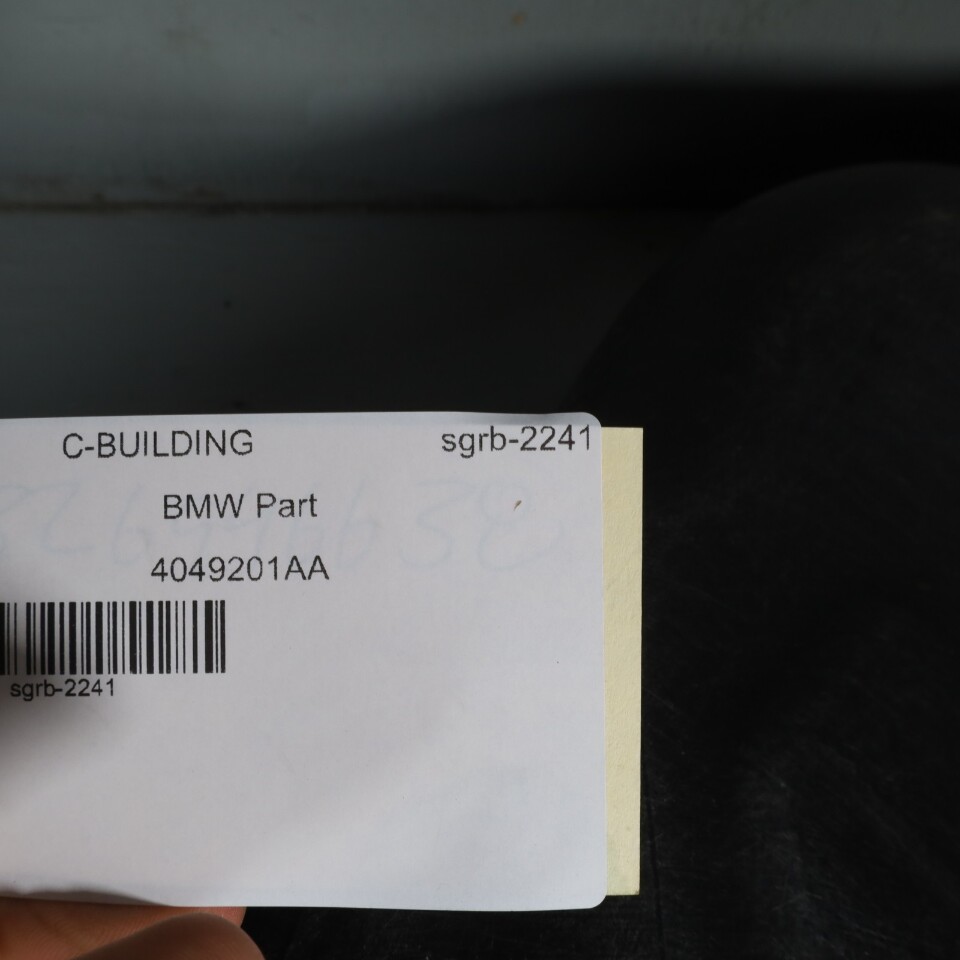 C-BUILDING sgrb-2241
BMW Part
4049201AA
sgrb-2241